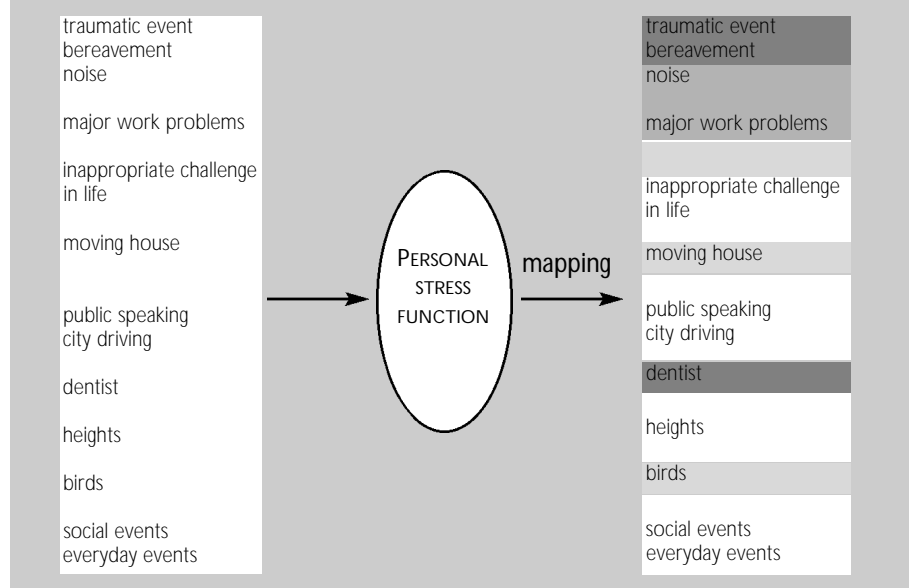 traumatic event
bereavement
noise
major work problems
inappropriate challenge
in life
moving house
public speaking
city driving
dentist
heights
birds
social events
everyday events
PERSONAL
STRESS
FUNCTION
mapping
traumatic event
bereavement
noise
major work problems
inappropriate challenge
in life
moving house
public speaking
city driving
dentist
heights
birds
social events
everyday events